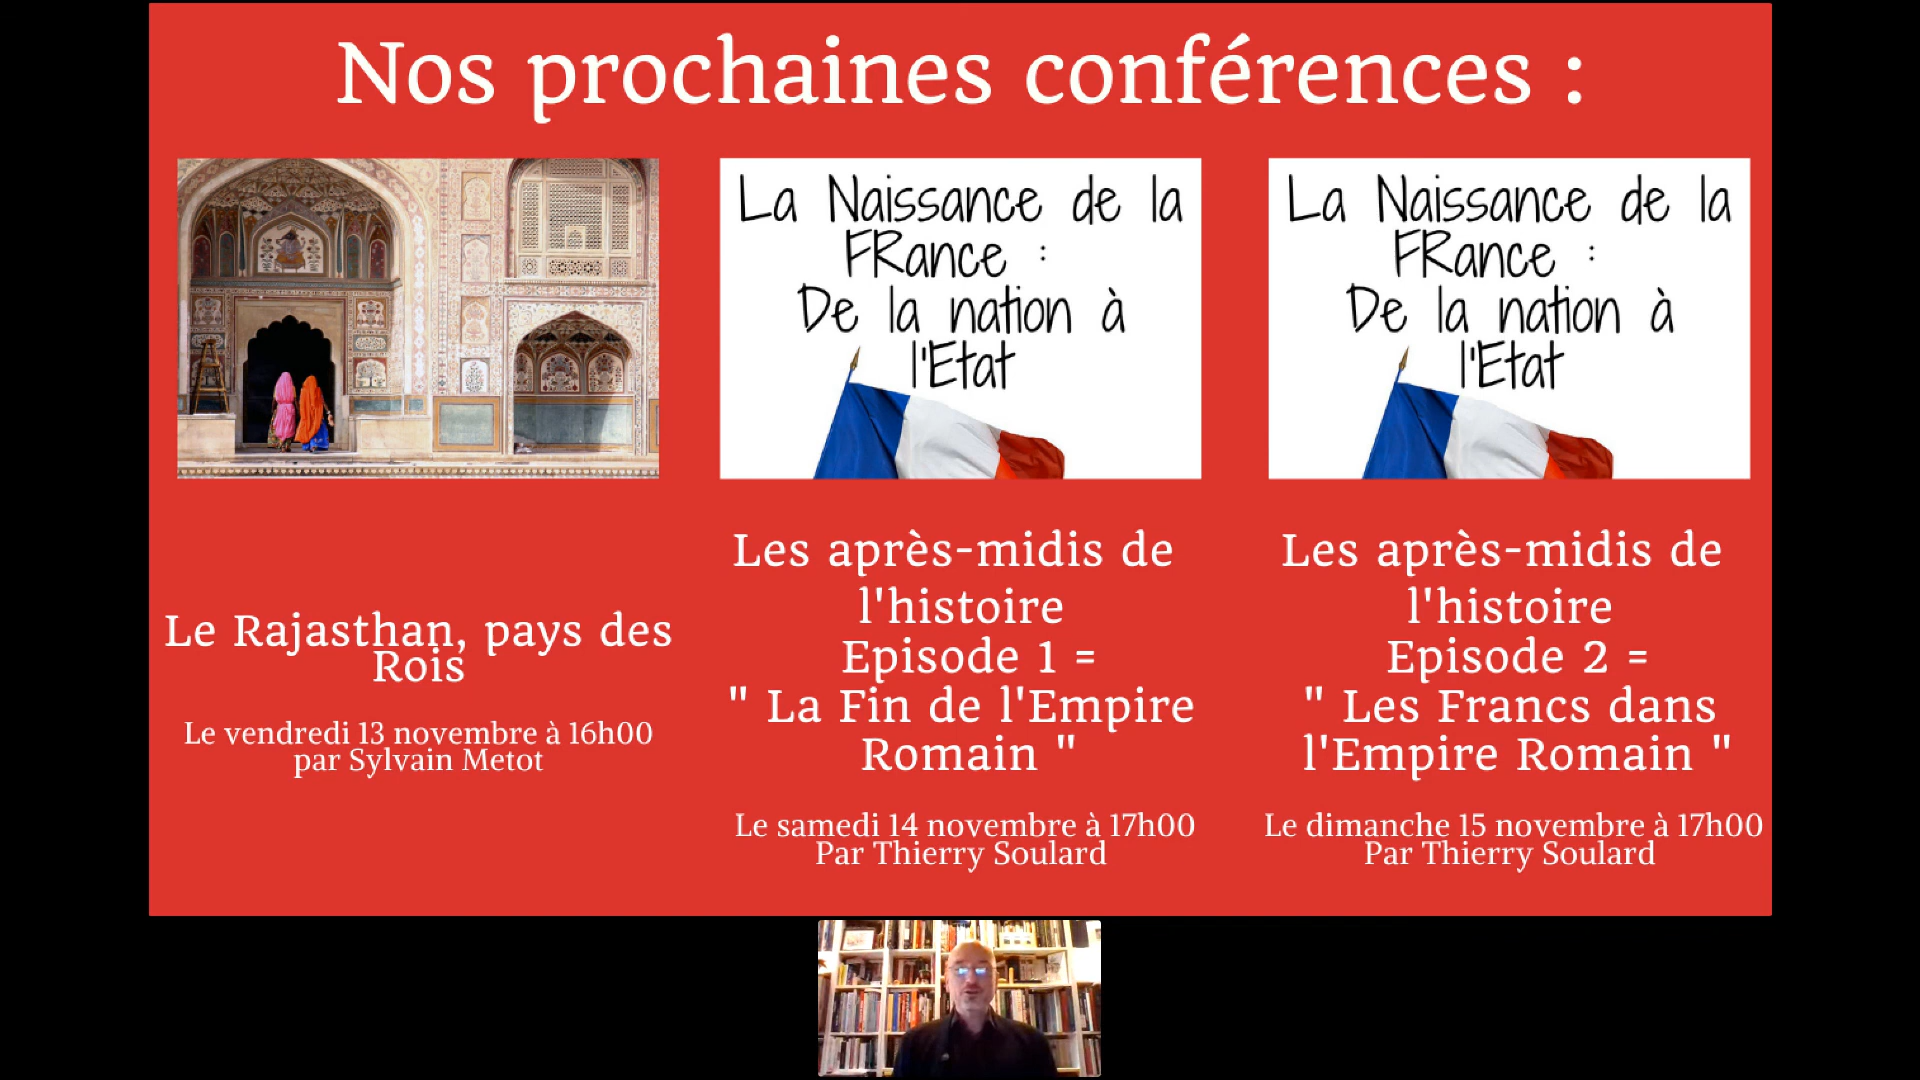 Nos prochaines conférences :
La Naissance de la
FRance :
De la nation à
l'Etat
La Naissance de la
FRance :
De la nation à
l'Etat
Le Rajasthan, pays des
Rois
Le vendredi 13 novembre à 16h00
par Sylvain Metot
Les après-midis de
l'histoire
Episode 1 =
" La Fin de l'Empire
Romain "
Le samedi 14 novembre à 17h00
Par Thierry Soulard
Les après-midis de
l'histoire
Episode 2 =
" Les Francs dans
l'Empire Romain "
Le dimanche 15 novembre à 17h00
Par Thierry Soulard